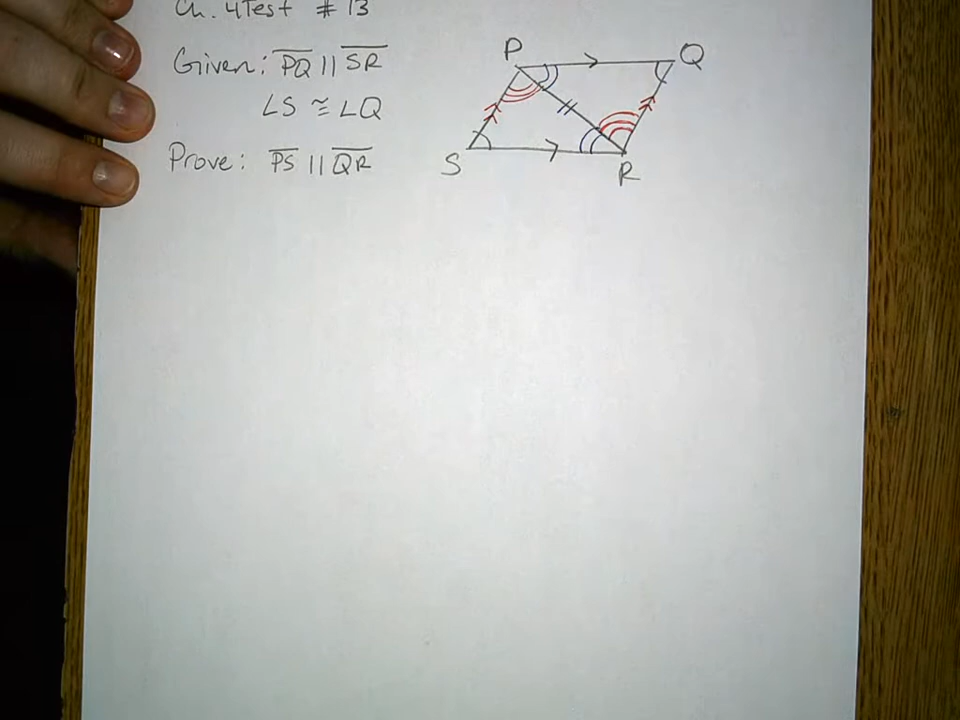 Ch. 4 Test # 13
Given: PQ || SR
∠S ≅ ∠Q
Prove: PS || QR
P
Q
S
R